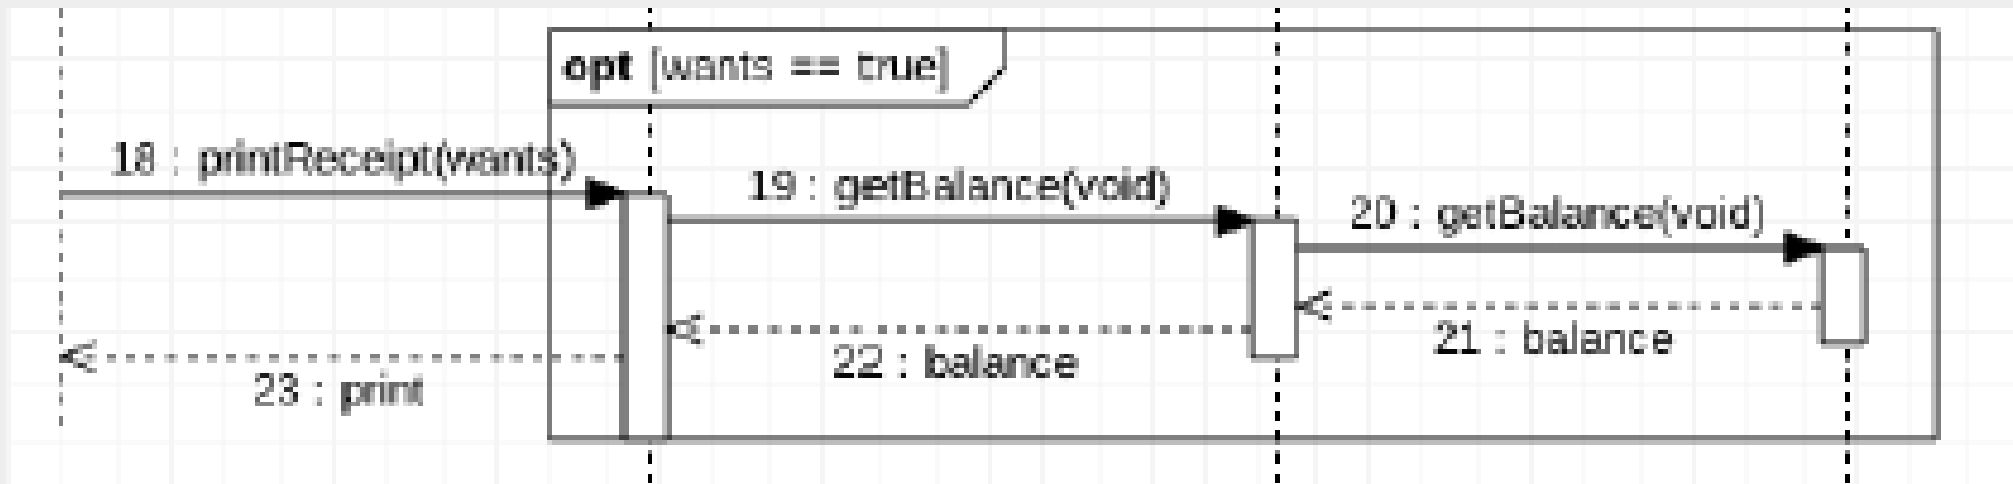 opt [wants == true]
18 : printReceipt(wants)
19 : getBalance(void)
20 : getBalance(void)
21 : balance
22 : balance
23 : print